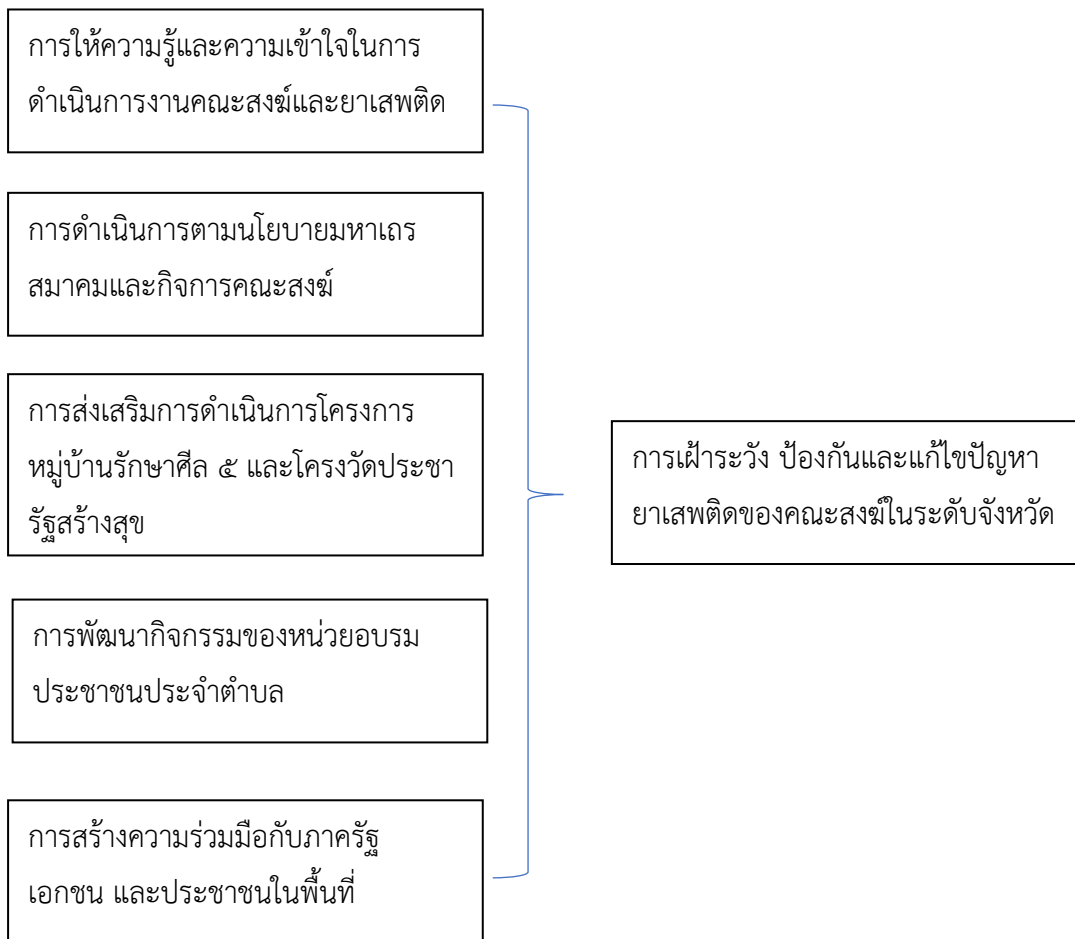 การให้ความรู้และความเข้าใจในการ
ดำเนินการงานคณะสงฆ์และยาเสพติด
การดำเนินการตามนโยบายมหาเถร
สมาคมและกิจการคณะสงฆ์
การส่งเสริมการดำเนินการโครงการ
หมู่บ้านรักษาศีล ๕ และโครงวัดประชา
รัฐสร้างสุข
การพัฒนากิจกรรมของหน่วยอบรม
ประชาชนประจำตำบล
การสร้างความร่วมมือกับภาครัฐ
เอกชน และประชาชนในพื้นที่
การเฝ้าระวัง ป้องกันและแก้ไขปัญหา
ยาเสพติดของคณะสงฆ์ในระดับจังหวัด